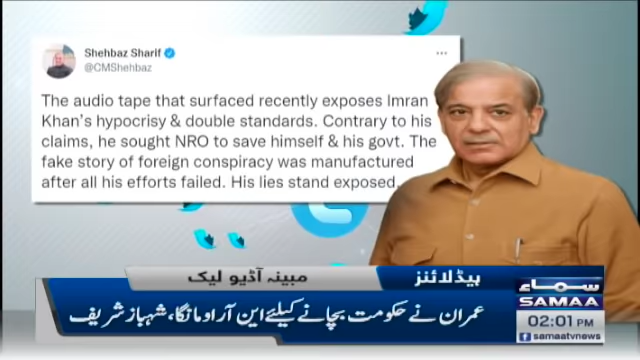 Shehbaz Sharif
@CMShehbaz
The audio tape that surfaced recently exposes Imran
Khan's hypocrisy & double standards. Contrary to his
claims, he sought NRO to save himself & his govt. The
fake story of foreign conspiracy was manufactured
after all his efforts failed. His lies stand exposed.
ہیڈلائنز
مبینہ آڈیو لیک
عمران نے حکومت بچانے کیلئے این آر او مانگا، شہباز شریف
سماء
SAMAA
02:01 PM
samaatvnews